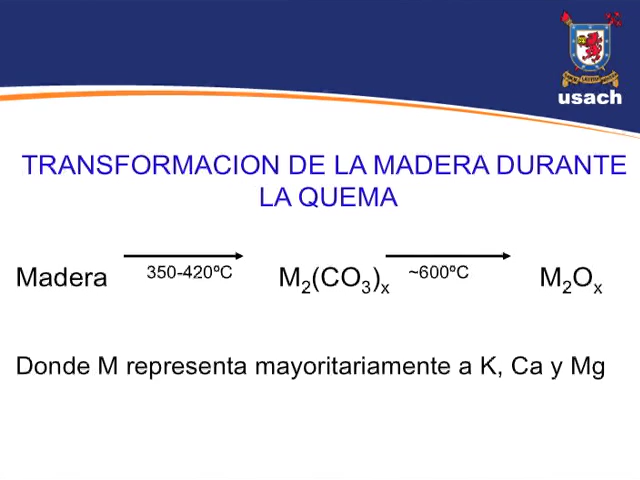 usach
TRANSFORMACION DE LA MADERA DURANTE
LA QUEMA
Madera 350-420ºC M₂(CO₃)ₓ ~600ºC M₂Oₓ
Donde M representa mayoritariamente a K, Ca y Mg